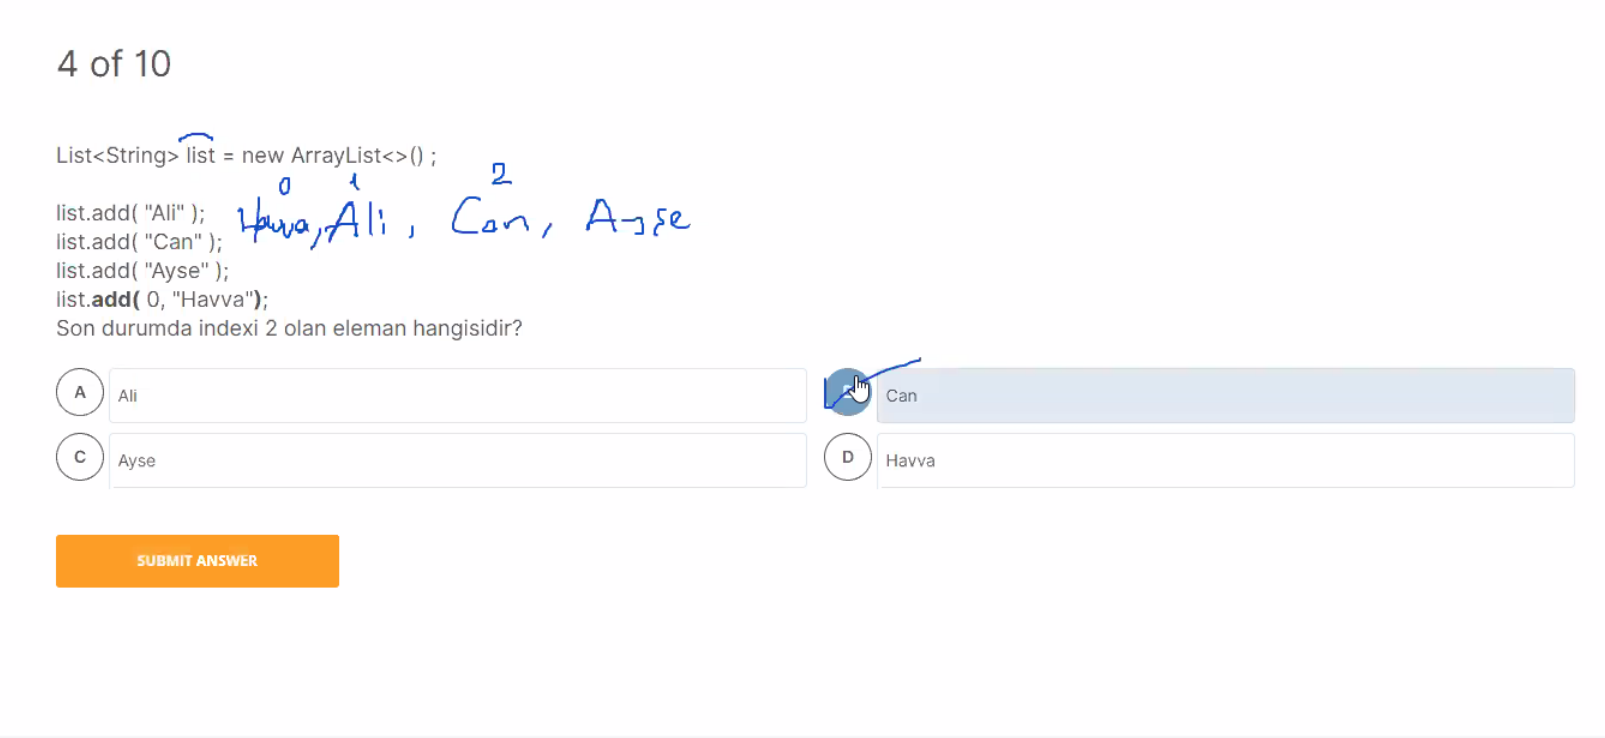 4 of 10
List<String> list = new ArrayList<>() ;
0 1 2
list.add( "Ali" );
Havva, Ali, Can, Ayşe
list.add( "Can" );
list.add( "Ayse" );
list.add( 0, "Havva");
Son durumda indexi 2 olan eleman hangisidir?
A Ali
Can
C Ayse
D Havva
SUBMIT ANSWER